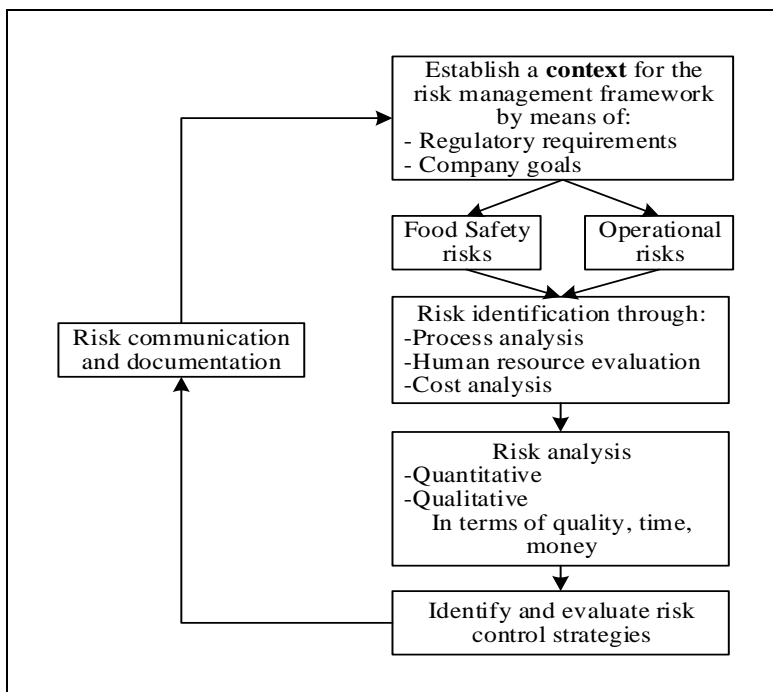 Establish a context for the
risk management framework
by means of:
- Regulatory requirements
- Company goals
Food Safety
risks
Operational
risks
Risk identification through:
-Process analysis
-Human resource evaluation
-Cost analysis
Risk analysis
-Quantitative
-Qualitative
In terms of quality, time,
money
Identify and evaluate risk
control strategies
Risk communication
and documentation